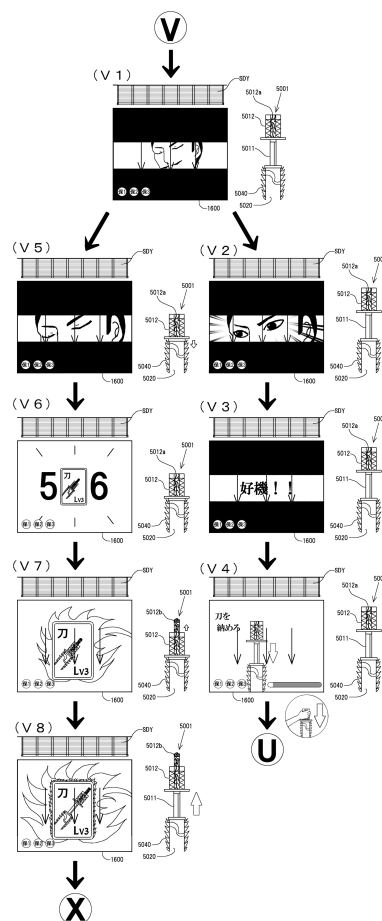 V
(V1)
SDY
5012a
5001
5012
5011
5040
5020
保1 保2 保3
1600
(V5)
SDY
5012a
5001
5012
5040
5020
保1 保2 保3
1600
(V2)
SDY
5012a
5001
5012
5011
5040
5020
保1 保2 保3
1600
(V6)
SDY
5001
5012
5 刀 Lv3 6
5040
5020
保1 保2 保3
1600
(V3)
SDY
5012a
5001
5012
5011
好機!!
5040
5020
保1 保2 保3
1600
(V7)
SDY
5012b
5001
5012
刀
Lv3
5040
5020
保1 保2 保3
1600
(V4)
SDY
5012a
5001
5012
5011
刀を
納めろ
5040
5020
保1 保2 保3
1600
U
(V8)
SDY
5012b
5001
5012
5011
刀
Lv3
5040
5020
保1 保2 保3
1600
X